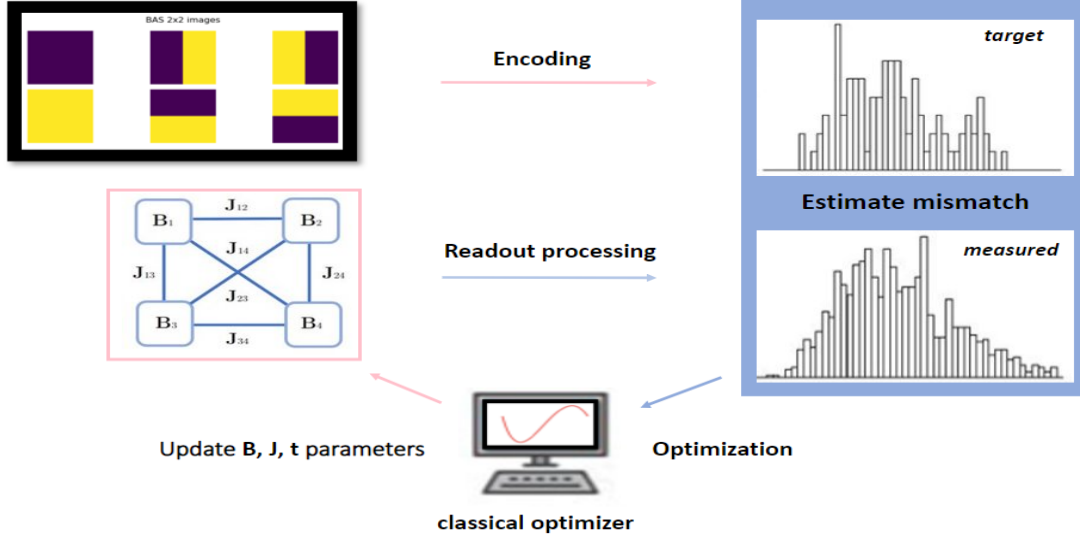 BAS 2x2 images
Encoding
target
Estimate mismatch
B₁
J₁₂
B₂
J₁₄
J₁₃
J₂₄
J₂₃
B₃
B₄
J₃₄
Readout processing
measured
Update B, J, t parameters
Optimization
classical optimizer